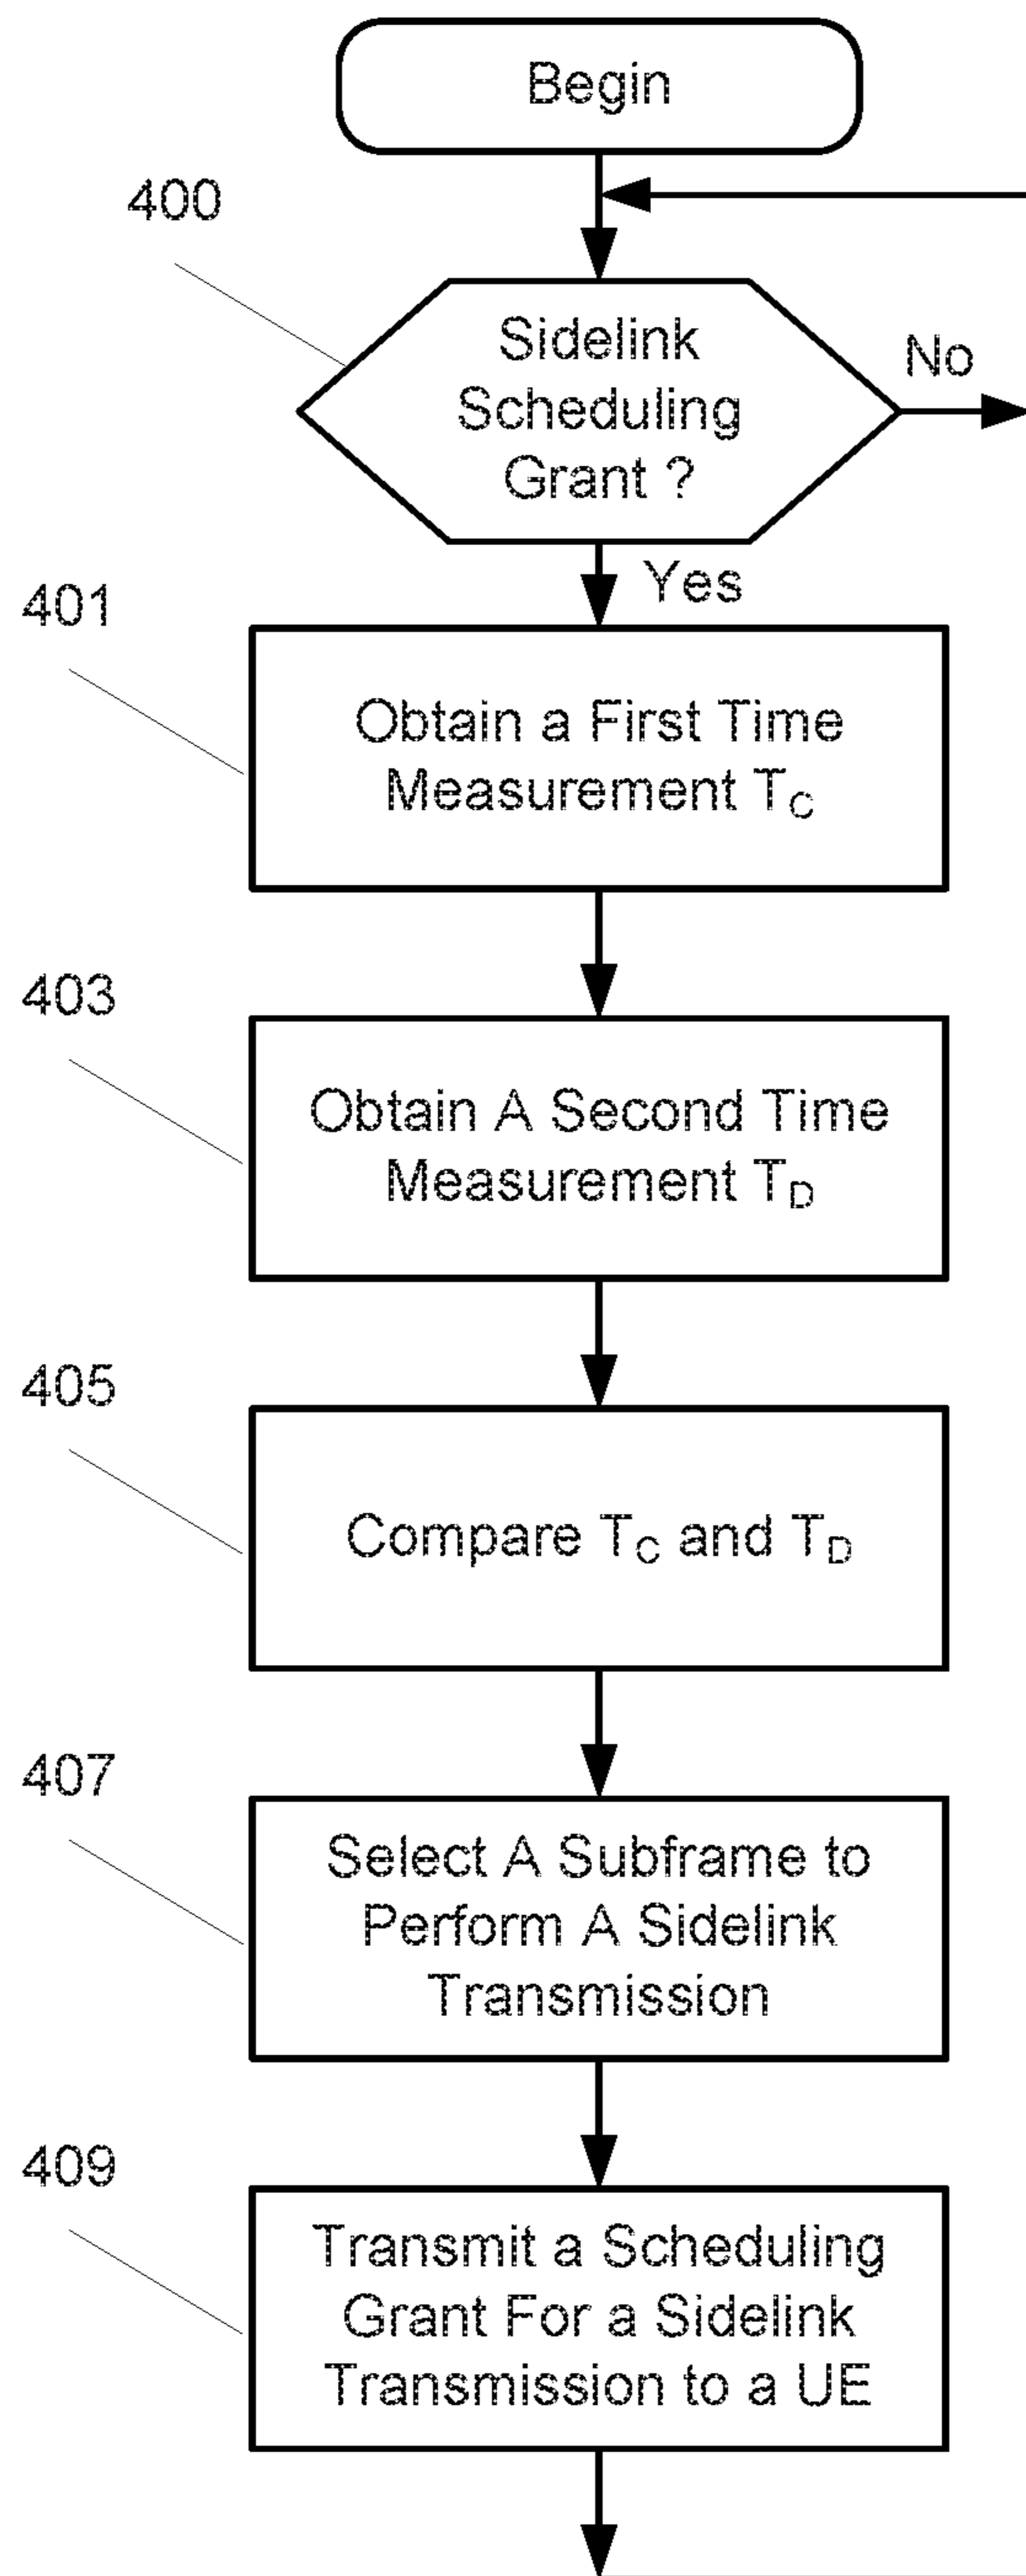 Begin
400
Sidelink
Scheduling
Grant ?
No
Yes
401
Obtain a First Time
Measurement TC
403
Obtain A Second Time
Measurement TD
405
Compare TC and TD
407
Select A Subframe to
Perform A Sidelink
Transmission
409
Transmit a Scheduling
Grant For a Sidelink
Transmission to a UE